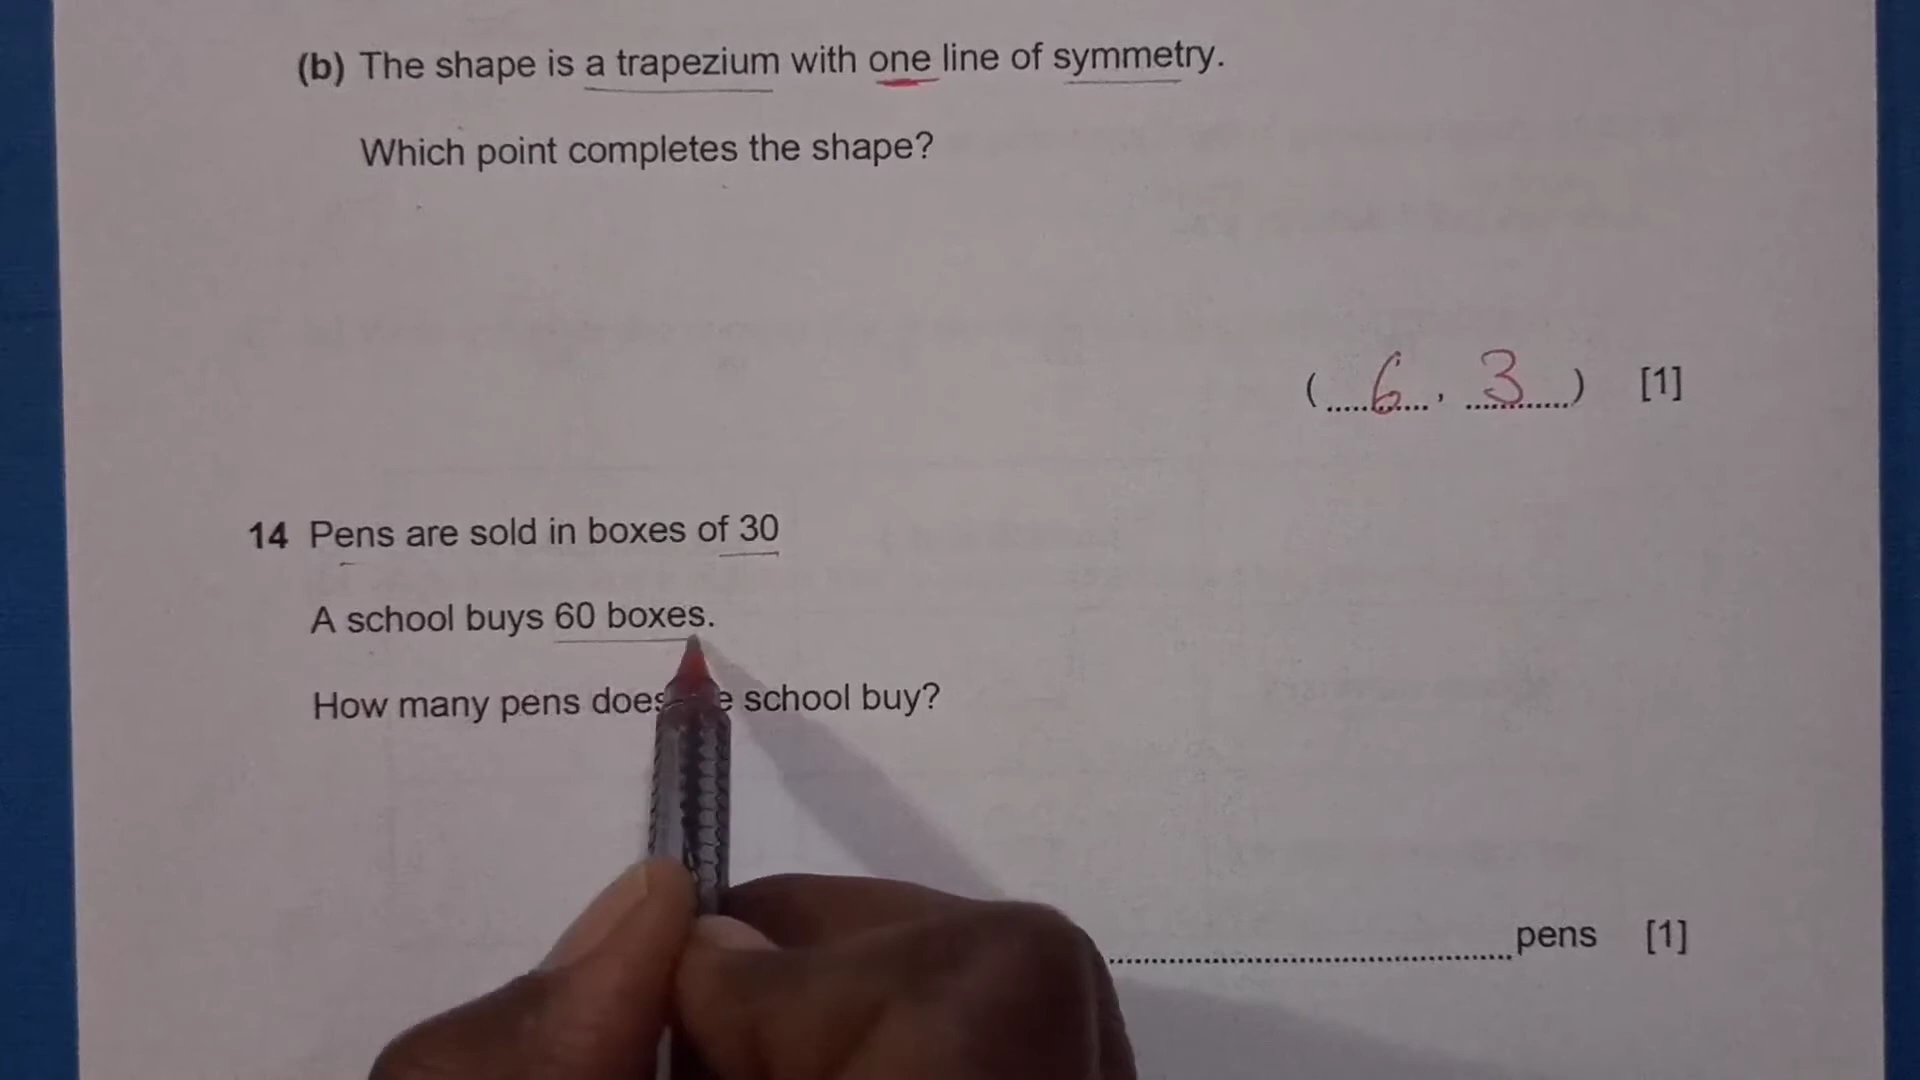 (b) The shape is a trapezium with one line of symmetry.
Which point completes the shape?
(......6......, ......3......) [1]
14 Pens are sold in boxes of 30
A school buys 60 boxes.
How many pens does school buy?
pens [1]